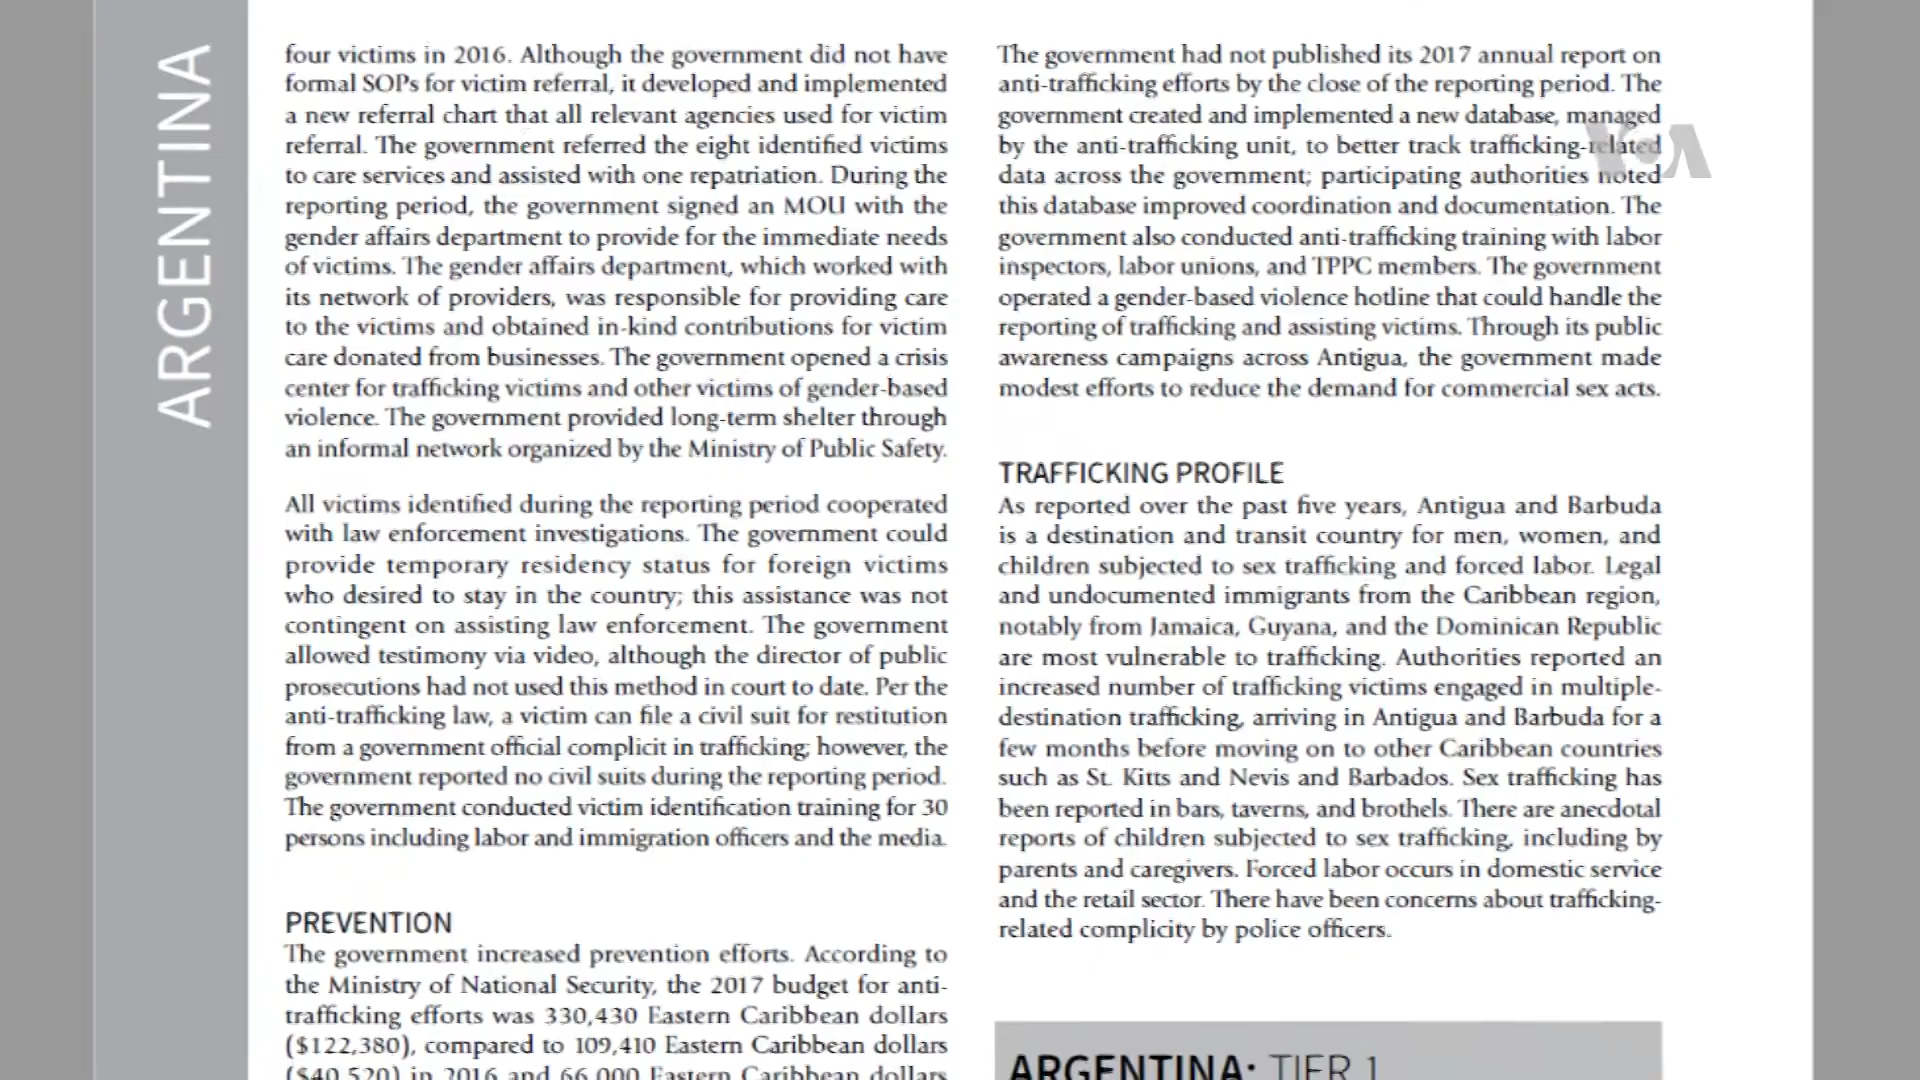 ARGENTINA
four victims in 2016. Although the government did not have
formal SOPs for victim referral, it developed and implemented
a new referral chart that all relevant agencies used for victim
referral. The government referred the eight identified victims
to care services and assisted with one repatriation. During the
reporting period, the government signed an MOU with the
gender affairs department to provide for the immediate needs
of victims. The gender affairs department, which worked with
its network of providers, was responsible for providing care
to the victims and obtained in-kind contributions for victim
care donated from businesses. The government opened a crisis
center for trafficking victims and other victims of gender-based
violence. The government provided long-term shelter through
an informal network organized by the Ministry of Public Safety.
All victims identified during the reporting period cooperated
with law enforcement investigations. The government could
provide temporary residency status for foreign victims
who desired to stay in the country; this assistance was not
contingent on assisting law enforcement. The government
allowed testimony via video, although the director of public
prosecutions had not used this method in court to date. Per the
anti-trafficking law, a victim can file a civil suit for restitution
from a government official complicit in trafficking; however, the
government reported no civil suits during the reporting period.
The government conducted victim identification training for 30
persons including labor and immigration officers and the media.
PREVENTION
The government increased prevention efforts. According to
the Ministry of National Security, the 2017 budget for anti-
trafficking efforts was 330,430 Eastern Caribbean dollars
($122,380), compared to 109,410 Eastern Caribbean dollars
($40,520) in 2016 and 66,000 Eastern Caribbean dollars
The government had not published its 2017 annual report on
anti-trafficking efforts by the close of the reporting period. The
government created and implemented a new database, managed
by the anti-trafficking unit, to better track trafficking-related
data across the government; participating authorities noted
this database improved coordination and documentation. The
government also conducted anti-trafficking training with labor
inspectors, labor unions, and TPPC members. The government
operated a gender-based violence hotline that could handle the
reporting of trafficking and assisting victims. Through its public
awareness campaigns across Antigua, the government made
modest efforts to reduce the demand for commercial sex acts.
TRAFFICKING PROFILE
As reported over the past five years, Antigua and Barbuda
is a destination and transit country for men, women, and
children subjected to sex trafficking and forced labor. Legal
and undocumented immigrants from the Caribbean region,
notably from Jamaica, Guyana, and the Dominican Republic
are most vulnerable to trafficking. Authorities reported an
increased number of trafficking victims engaged in multiple-
destination trafficking, arriving in Antigua and Barbuda for a
few months before moving on to other Caribbean countries
such as St. Kitts and Nevis and Barbados. Sex trafficking has
been reported in bars, taverns, and brothels. There are anecdotal
reports of children subjected to sex trafficking, including by
parents and caregivers. Forced labor occurs in domestic service
and the retail sector. There have been concerns about trafficking-
related complicity by police officers.
ARGENTINA: TIER 1
VOA